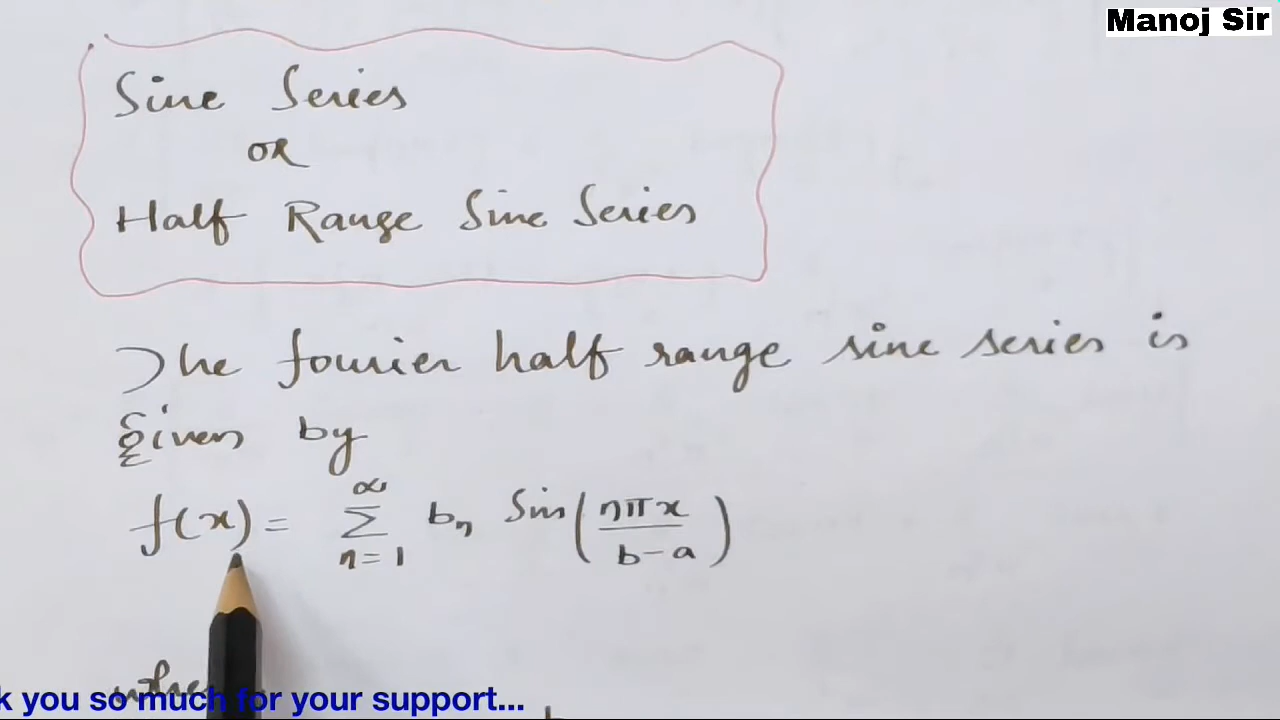 Manoj Sir
Sine Series
OR
Half Range Sine Series
The fourier half range sine series is
given by
f(x) = ∑_{n=1}^{∞} b_n Sin(nπx/(b-a))
k you so much for your support...